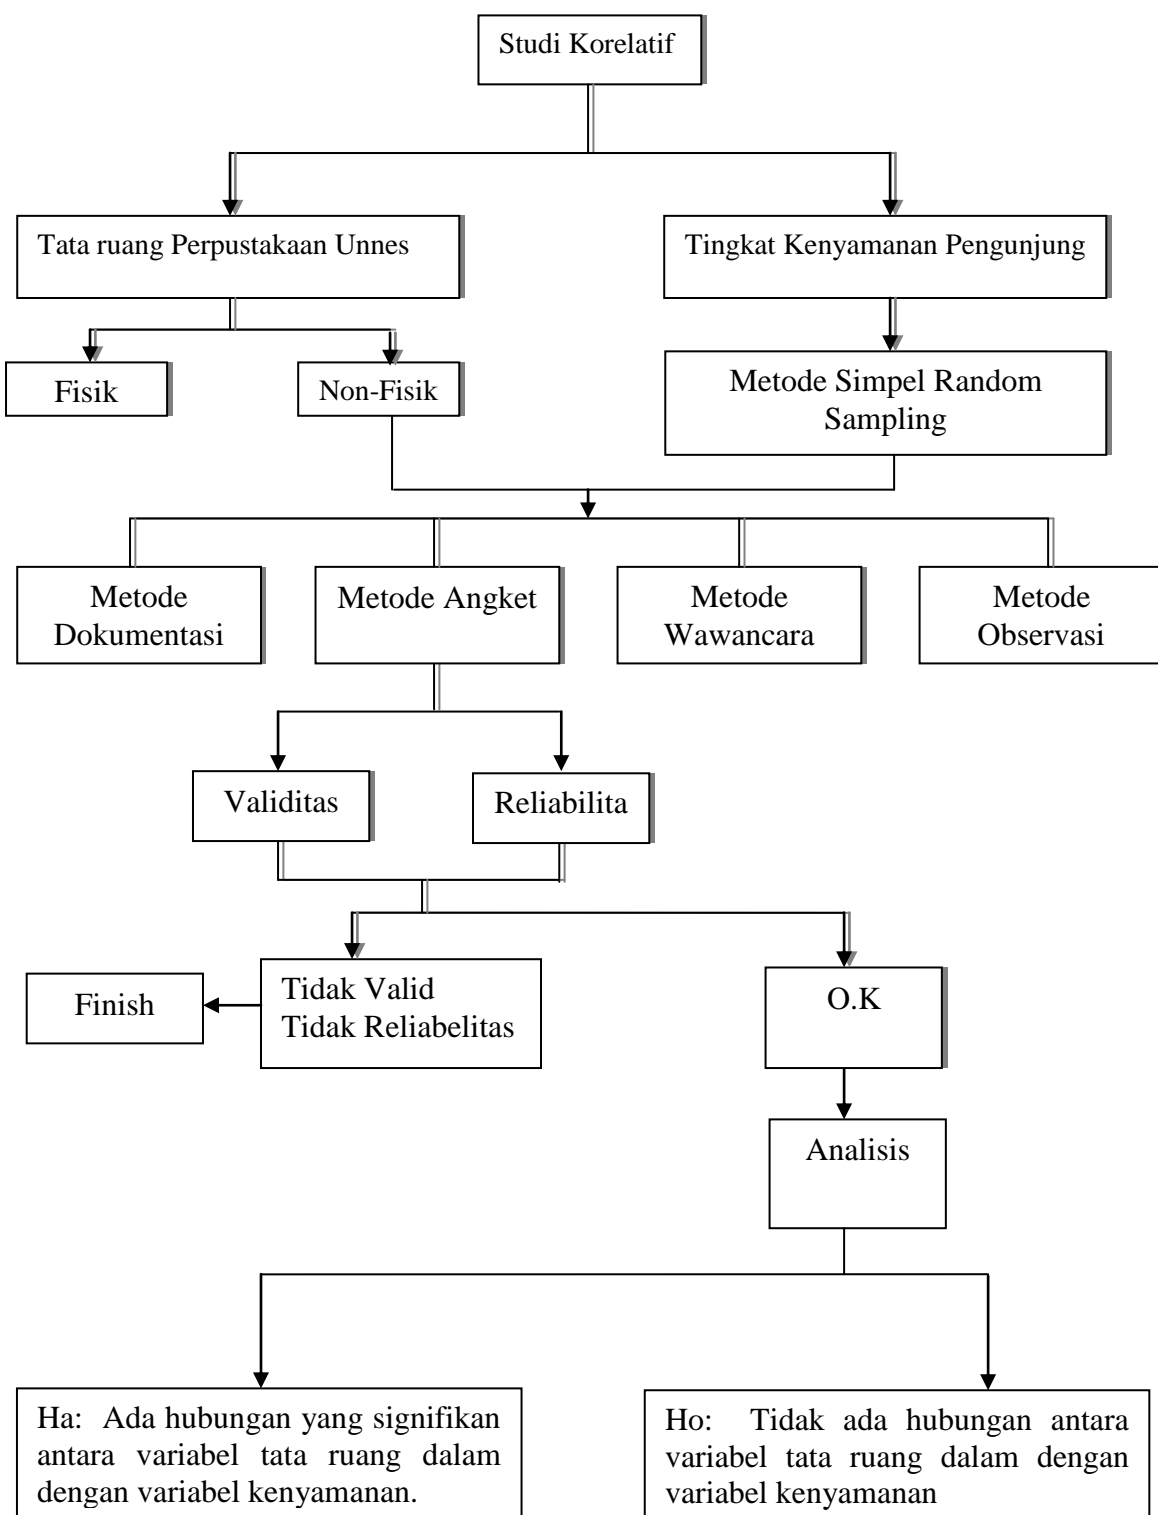 Studi Korelatif
Tata ruang Perpustakaan Unnes
Tingkat Kenyamanan Pengunjung
Fisik
Non-Fisik
Metode Simpel Random
Sampling
Metode
Dokumentasi
Metode Angket
Metode
Wawancara
Metode
Observasi
Validitas
Reliabilita
Finish
Tidak Valid
Tidak Reliabelitas
O.K
Analisis
Ha: Ada hubungan yang signifikan
antara variabel tata ruang dalam
dengan variabel kenyamanan.
Ho: Tidak ada hubungan antara
variabel tata ruang dalam dengan
variabel kenyamanan